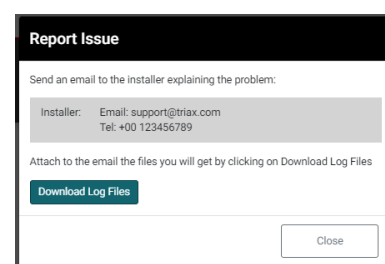 Report Issue
Send an email to the installer explaining the problem:
Installer: Email: support@triax.com
Tel: +00 123456789
Attach to the email the files you will get by clicking on Download Log Files
Download Log Files
Close